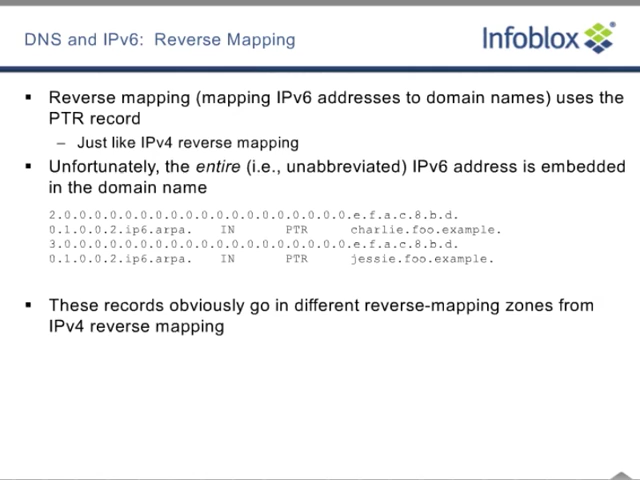 DNS and IPv6: Reverse Mapping
Infoblox
Reverse mapping (mapping IPv6 addresses to domain names) uses the
PTR record
– Just like IPv4 reverse mapping
Unfortunately, the entire (i.e., unabbreviated) IPv6 address is embedded
in the domain name
2.0.0.0.0.0.0.0.0.0.0.0.0.0.0.0.0.0.0.0.e.f.a.c.8.b.d.
0.1.0.0.2.ip6.arpa. IN PTR charlie.foo.example.
3.0.0.0.0.0.0.0.0.0.0.0.0.0.0.0.0.0.0.0.e.f.a.c.8.b.d.
0.1.0.0.2.ip6.arpa. IN PTR jessie.foo.example.
These records obviously go in different reverse-mapping zones from
IPv4 reverse mapping